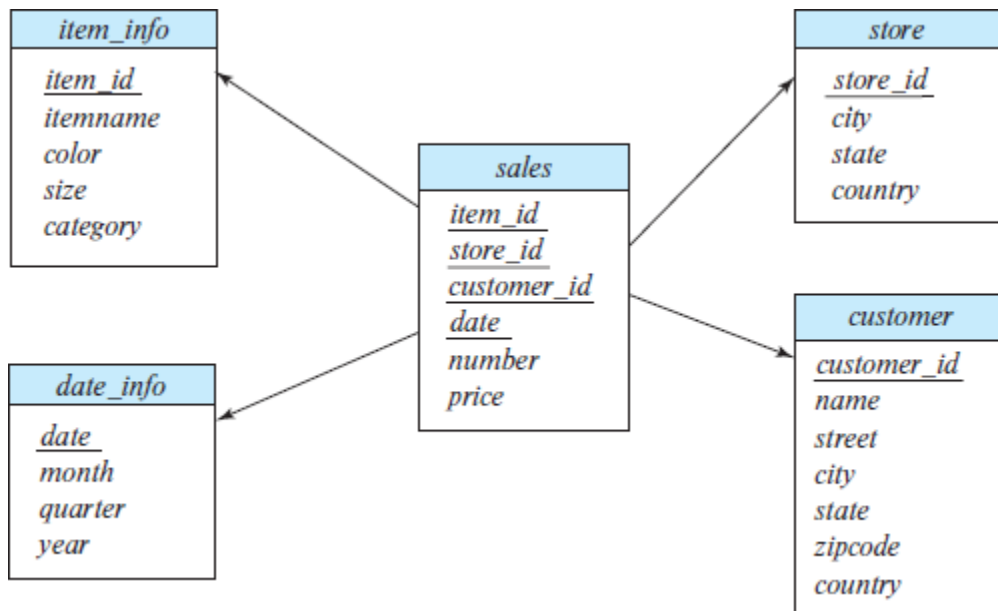 item_info
item_id
itemname
color
size
category
store
store_id
city
state
country
sales
item_id
store_id
customer_id
date
number
price
date_info
date
month
quarter
year
customer
customer_id
name
street
city
state
zipcode
country